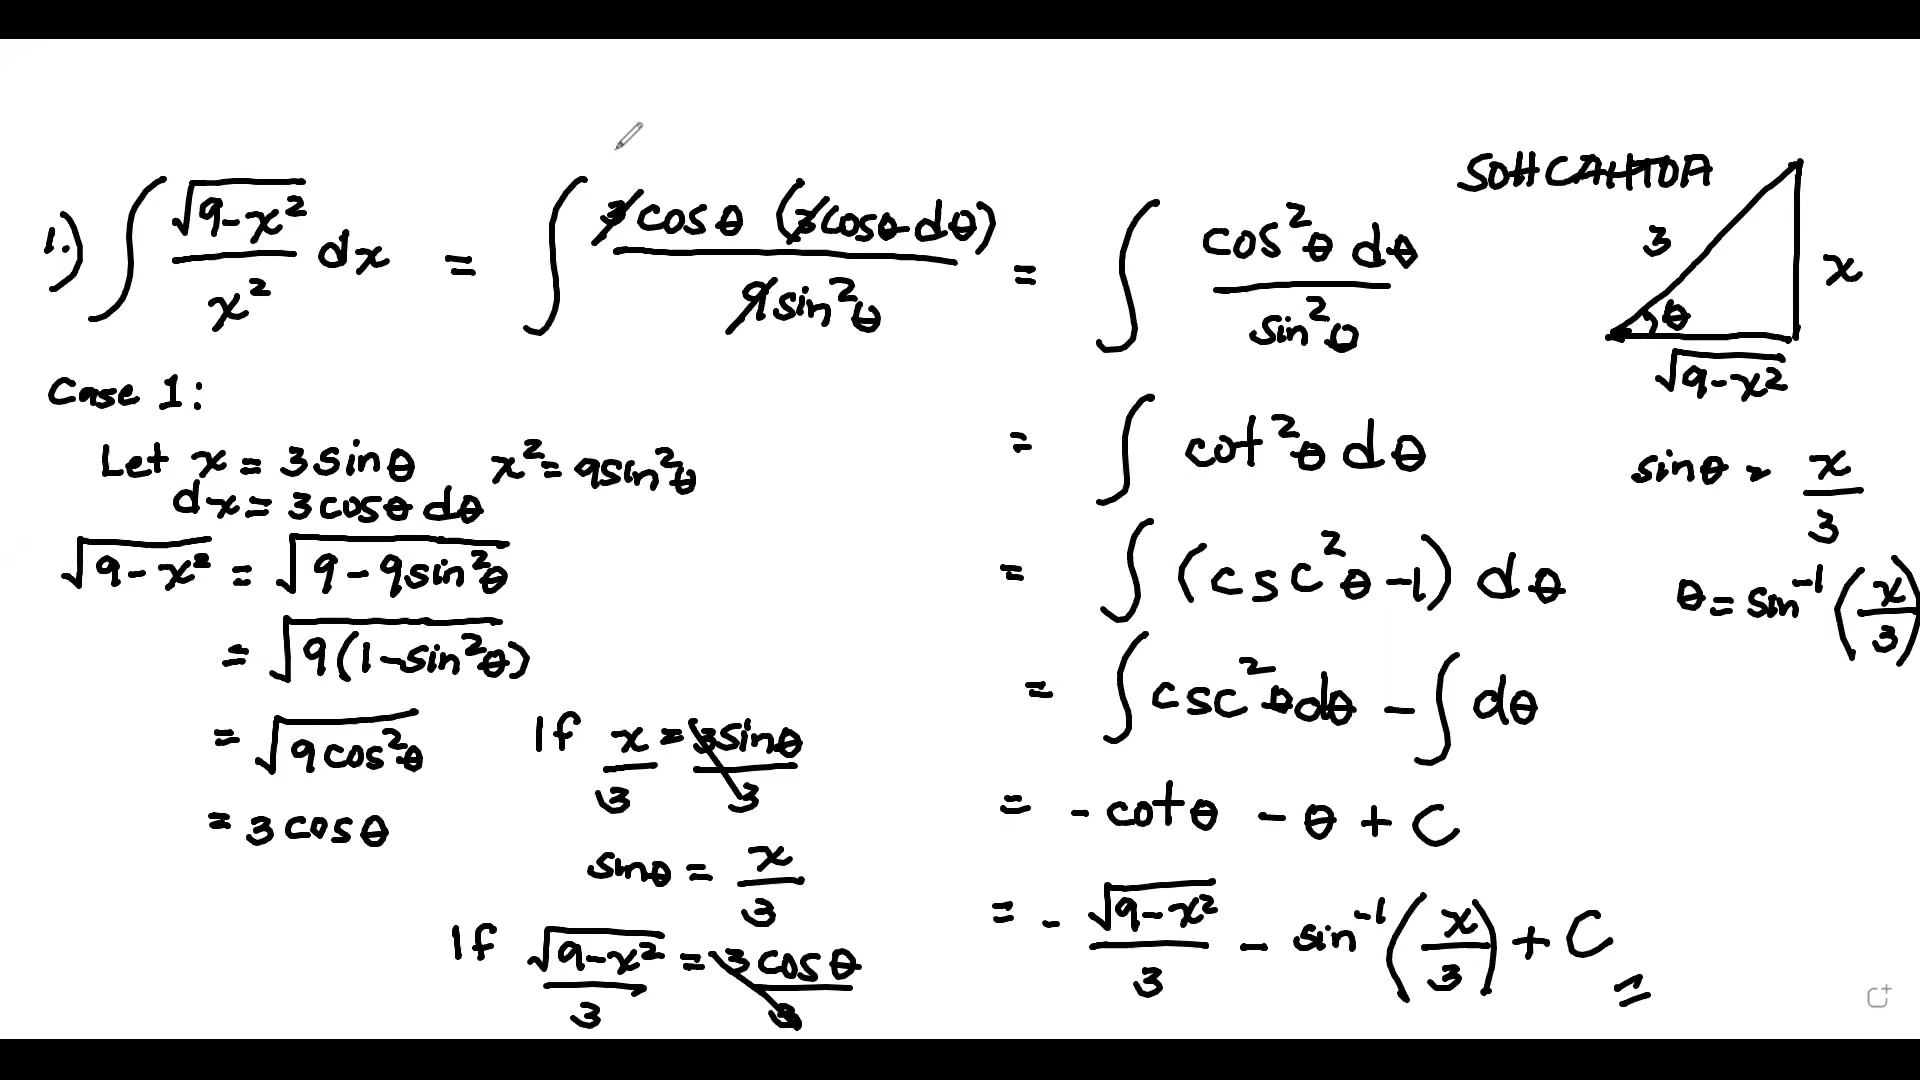 1.) ∫ √(9-x²)/x² dx = ∫ 3cosθ (3cosθ dθ)/9sin²θ = ∫ cos²θ dθ/sin²θ
SOHCAHTOA
3
x
θ
√(9-x²)
Case 1:
Let x = 3sinθ x² = 9sin²θ
dx = 3cosθ dθ
√(9-x²) = √(9-9sin²θ)
= √(9(1-sin²θ))
= √(9cos²θ)
= 3cosθ
If x/3 = 3sinθ/3
sinθ = x/3
If √(9-x²)/3 = 3cosθ/3
= ∫ cot²θ dθ
= ∫ (csc²θ-1) dθ
= ∫ csc²θdθ - ∫ dθ
= -cotθ - θ + C
= - √(9-x²)/3 - sin⁻¹(x/3) + C
sinθ = x/3
θ = sin⁻¹(x/3)